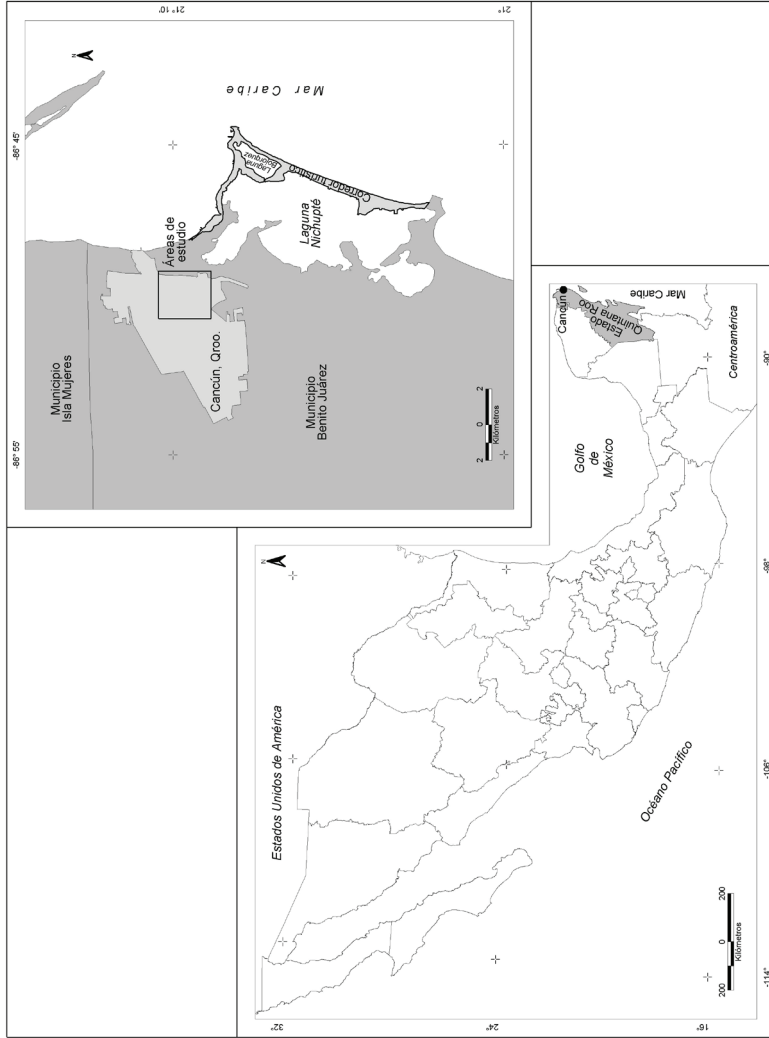 -86° 55'
-86° 45'
Municipio
Isla Mujeres
N
21° 10'
Áreas de
estudio
Cancún, Qroo.
Mar Caribe
Laguna
Bojorquez
Corredor turístico
Laguna
Nichupté
Municipio
Benito Juárez
2 0 2
Kilómetros
21°
N
32°
Estados Unidos de América
24°
Golfo
de
México
Cancún
Estado
Quintana Roo
Mar Caribe
Centroamérica
Océano Pacífico
200 0 200
Kilómetros
16°
-114°
-106°
-98°
-90°